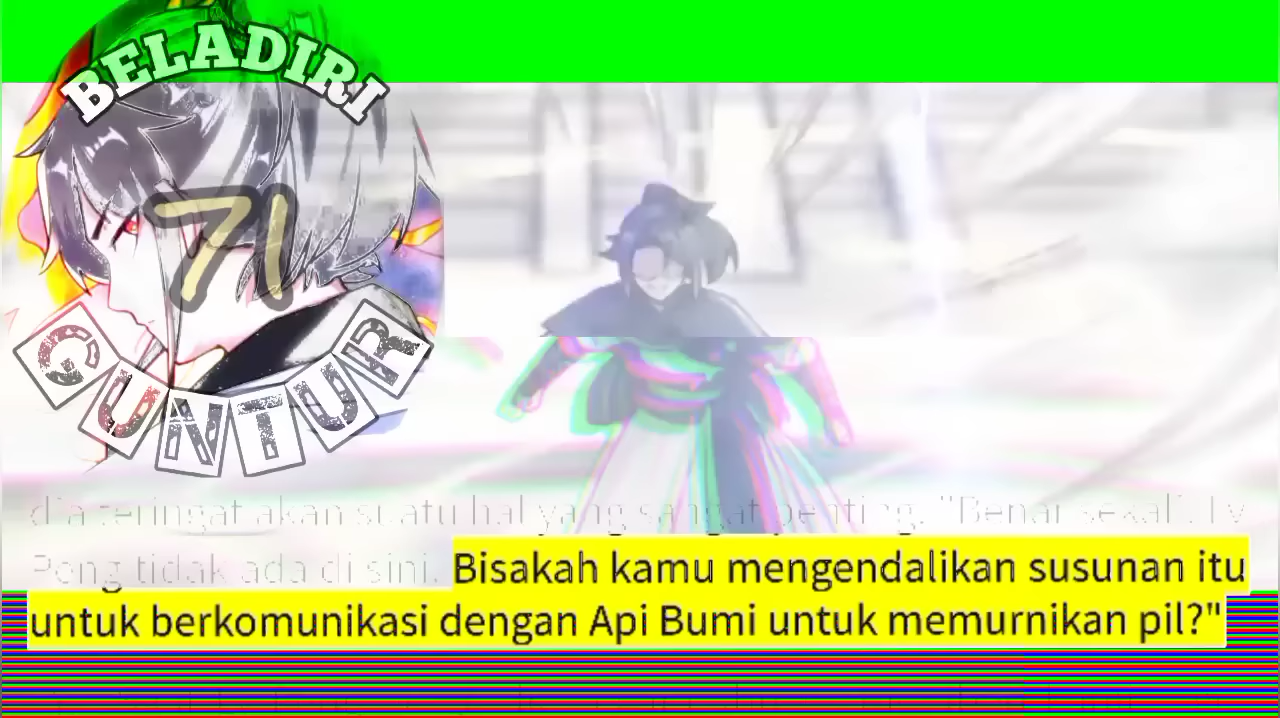 BELADIRI
71
GUNTUR
dia teringat akan suatu hal yang sangat penting. "Benar sekali. Lv
Peng tidak ada di sini. Bisakah kamu mengendalikan susunan itu
untuk berkomunikasi dengan Api Bumi untuk memurnikan pil?"